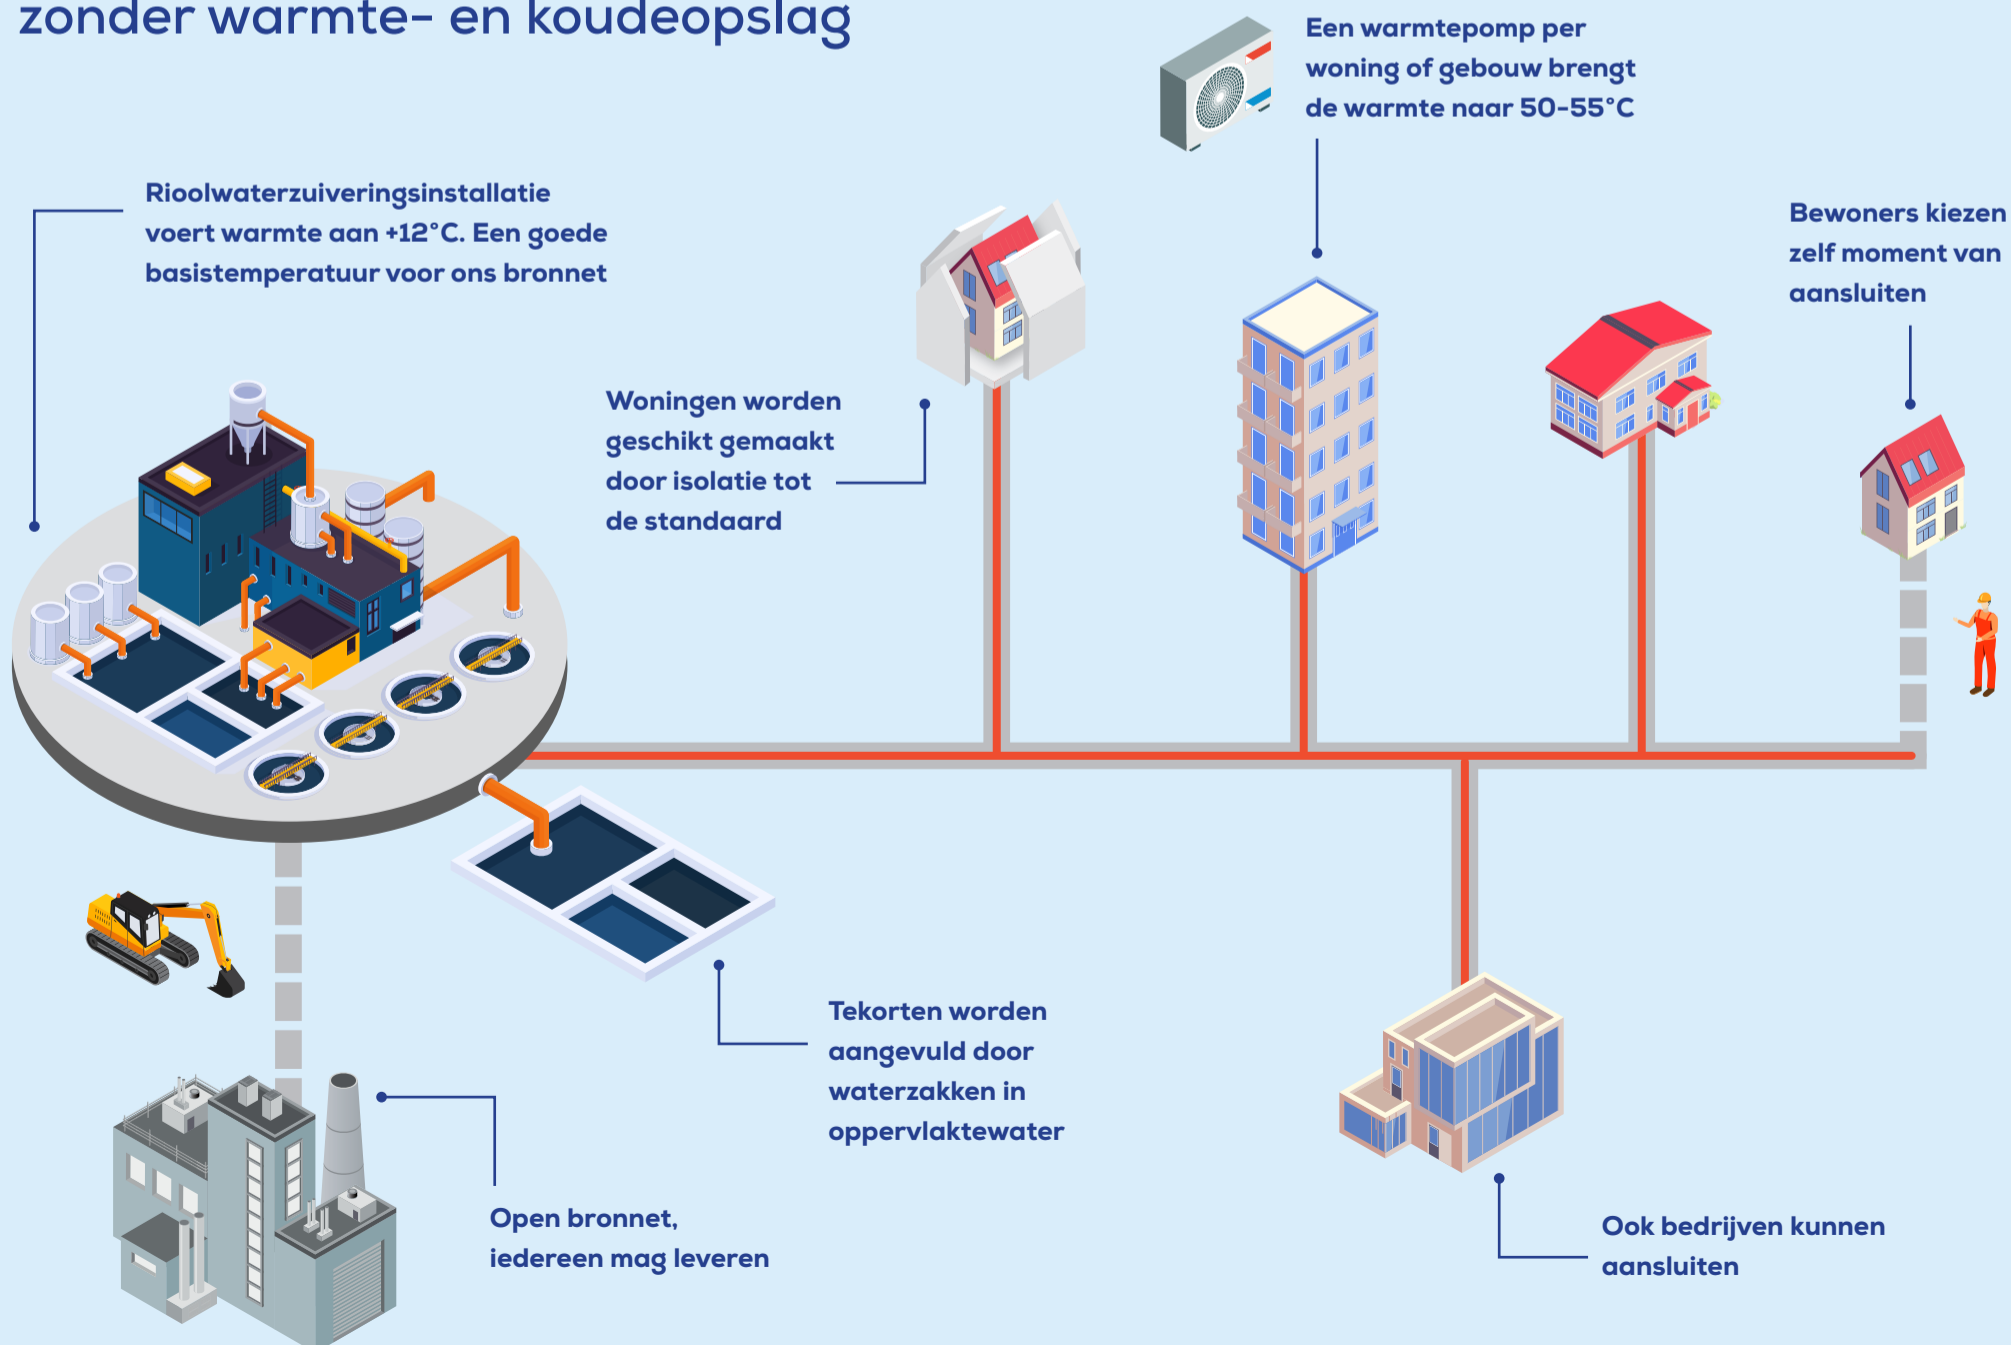 zonder warmte- en koudeopslag
Een warmtepomp per
woning of gebouw brengt
de warmte naar 50-55°C
Rioolwaterzuiveringsinstallatie
voert warmte aan +12°C. Een goede
basistemperatuur voor ons bronnet
Bewoners kiezen
zelf moment van
aansluiten
Woningen worden
geschikt gemaakt
door isolatie tot
de standaard
Tekorten worden
aangevuld door
waterzakken in
oppervlaktewater
Open bronnet,
iedereen mag leveren
Ook bedrijven kunnen
aansluiten